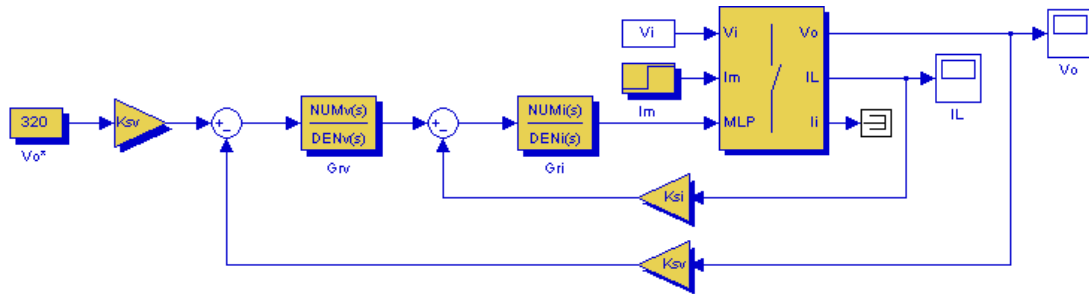 320
Vo*
Ksv
+
−
NUMv(s)
DENv(s)
Grv
+
−
NUMi(s)
DENi(s)
Gri
Vi
Im
Vi
Im
MLP
Vo
IL
Ii
IL
Vo
Ksi
Ksv